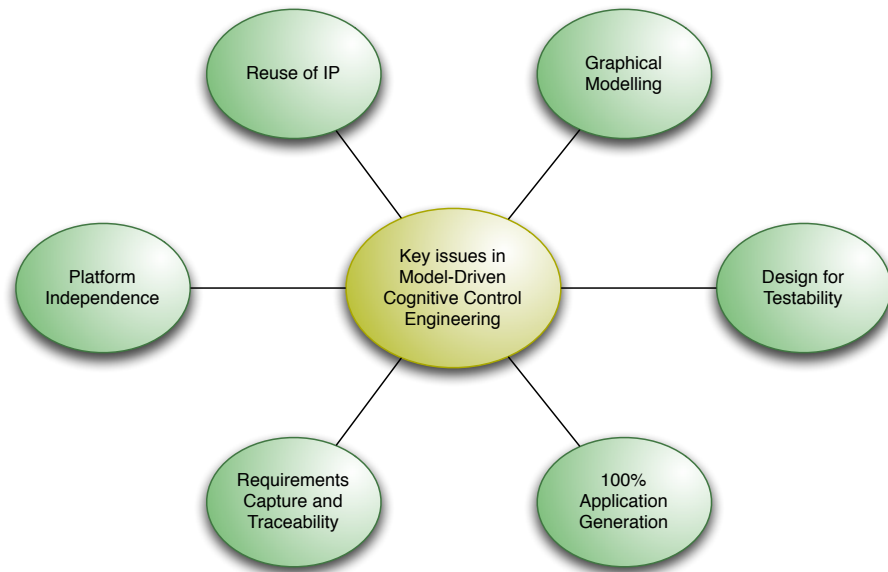 Reuse of IP
Graphical
Modelling
Platform
Independence
Key issues in
Model-Driven
Cognitive Control
Engineering
Design for
Testability
Requirements
Capture and
Traceability
100%
Application
Generation